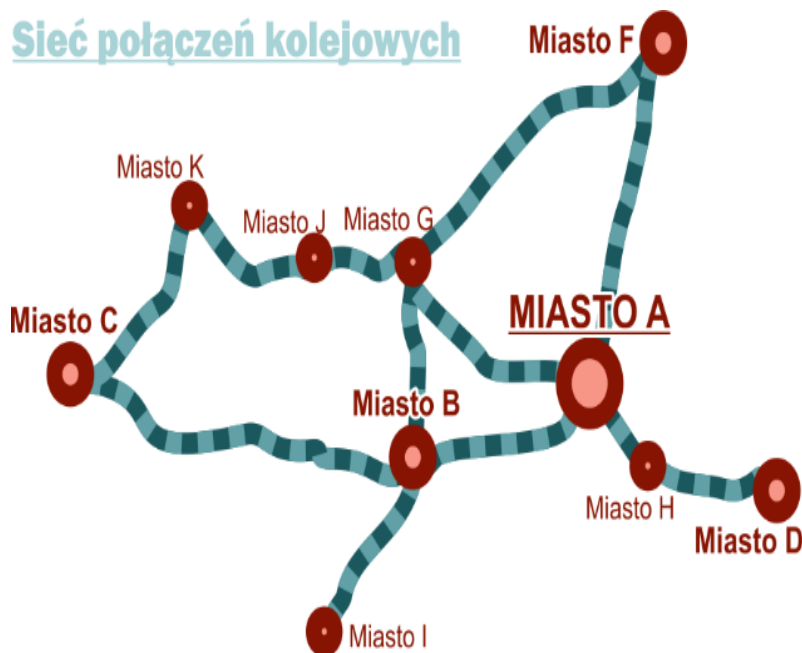 Sieć połączeń kolejowych
Miasto F
Miasto K
Miasto J
Miasto G
MIASTO A
Miasto C
Miasto B
Miasto H
Miasto D
Miasto I